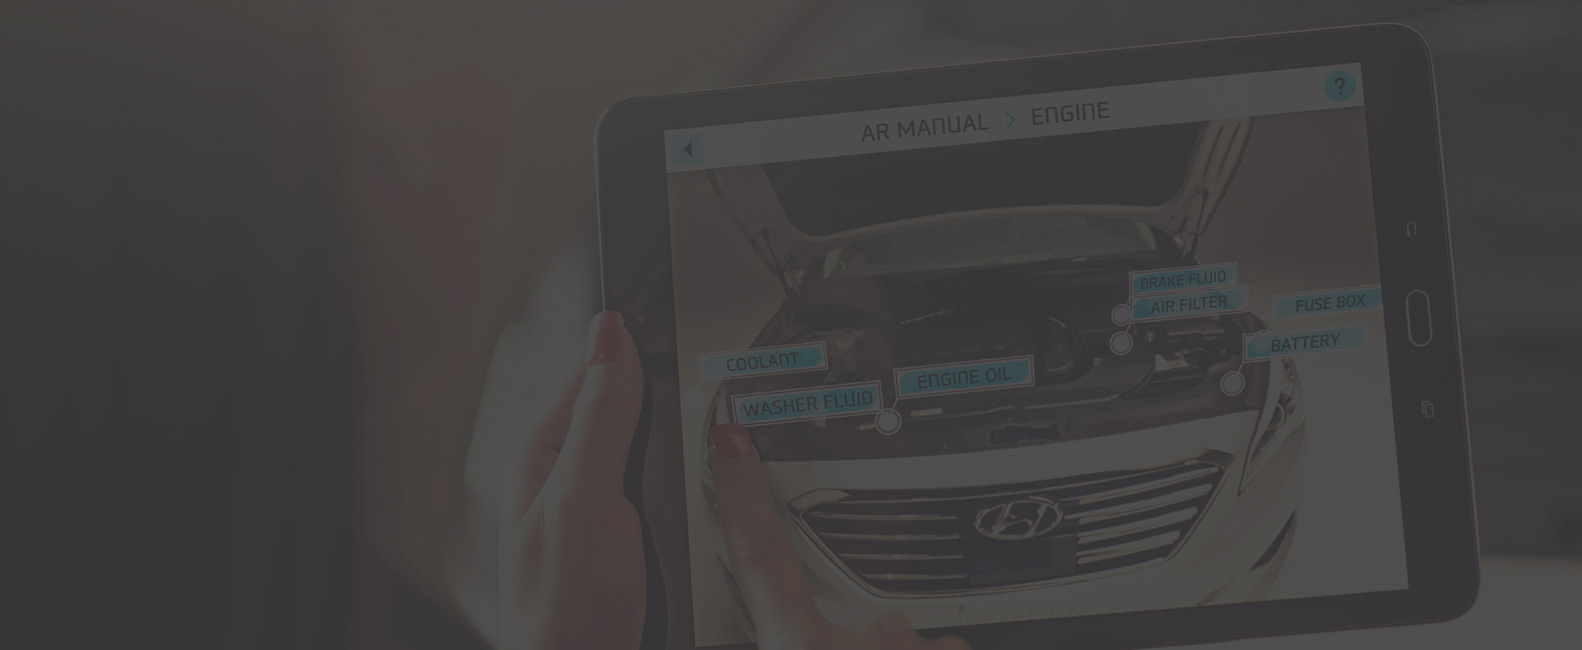 AR MANUAL > ENGINE
?
BRAKE FLUID
AIR FILTER
FUSE BOX
BATTERY
COOLANT
ENGINE OIL
WASHER FLUID